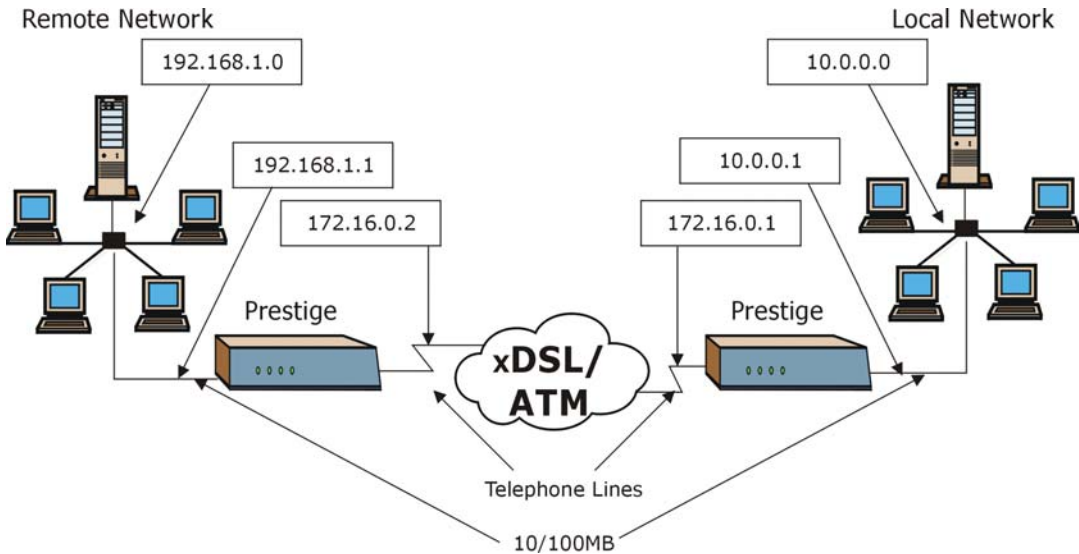 Remote Network
Local Network
192.168.1.0
10.0.0.0
192.168.1.1
10.0.0.1
172.16.0.2
172.16.0.1
Prestige
Prestige
xDSL/
ATM
Telephone Lines
10/100MB